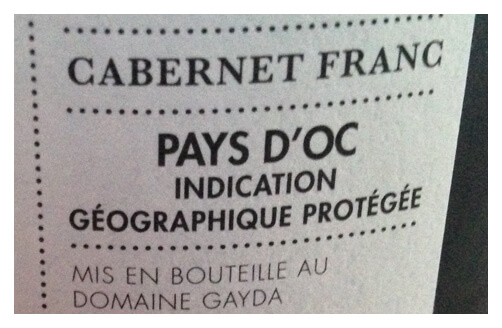 CABERNET FRANC
PAYS D'OC
INDICATION
GÉOGRAPHIQUE PROTÉGÉE
MIS EN BOUTEILLE AU
DOMAINE GAYDA